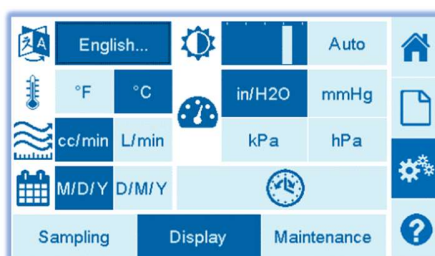 English... Auto
°F °C in/H2O mmHg
cc/min L/min kPa hPa
M/D/Y D/M/Y
Sampling Display Maintenance